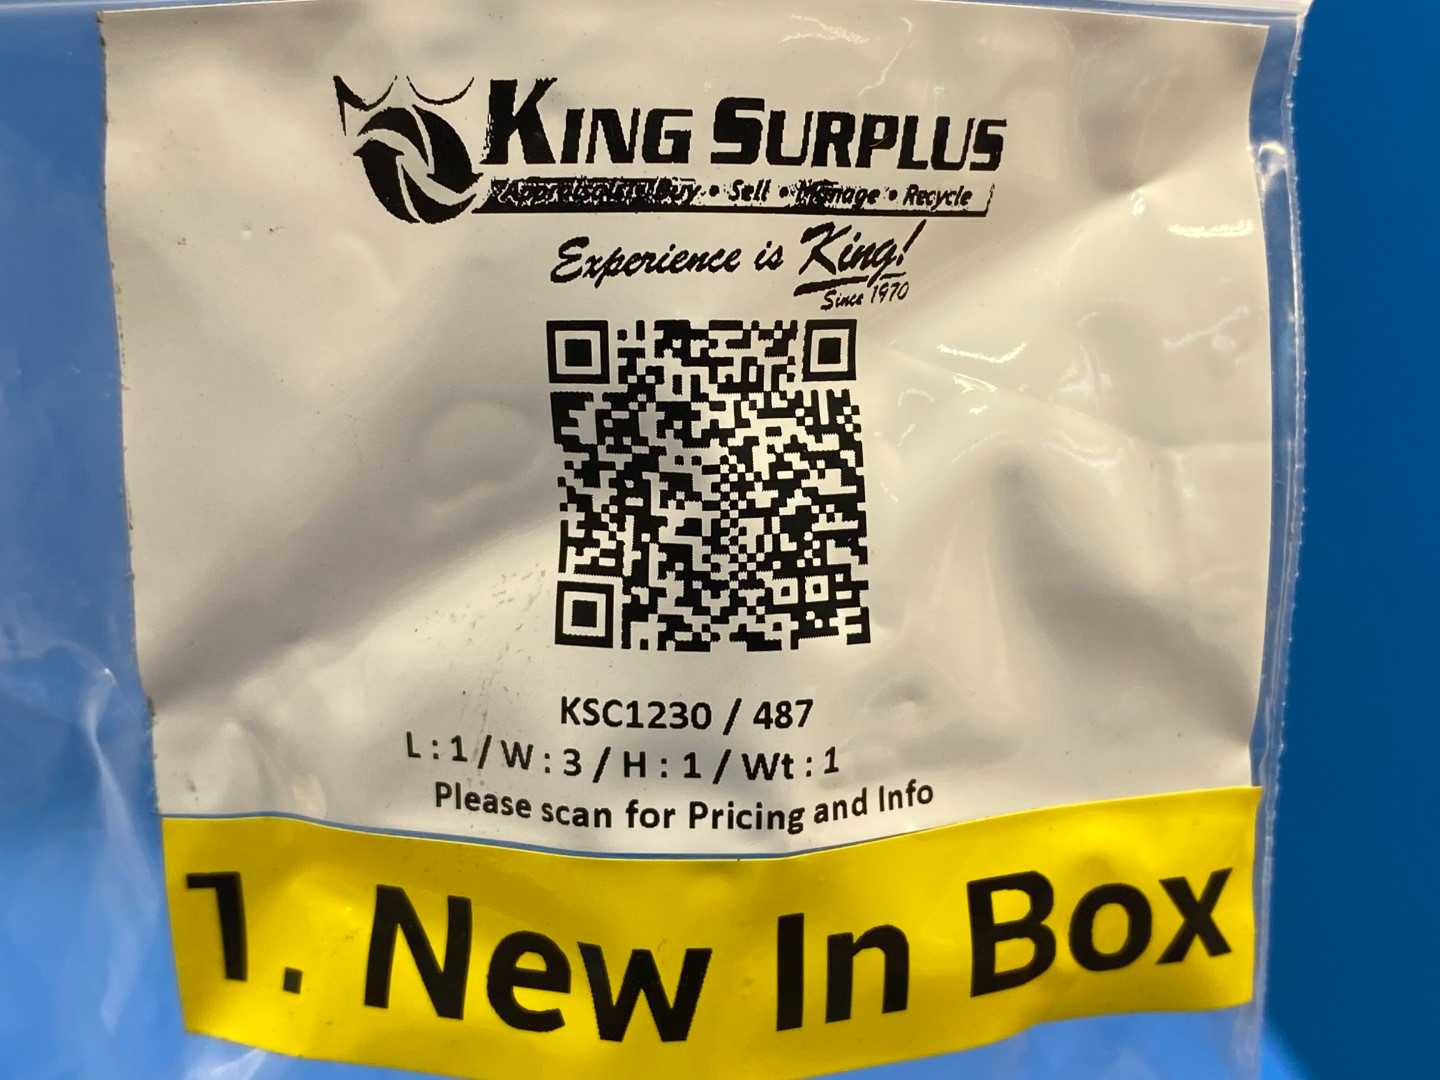 KING SURPLUS
Buy • Sell • Manage • Recycle
Experience is King!
Since 1970
KSC1230 / 487
L : 1 / W : 3 / H : 1 / Wt : 1
Please scan for Pricing and Info
1. New In Box